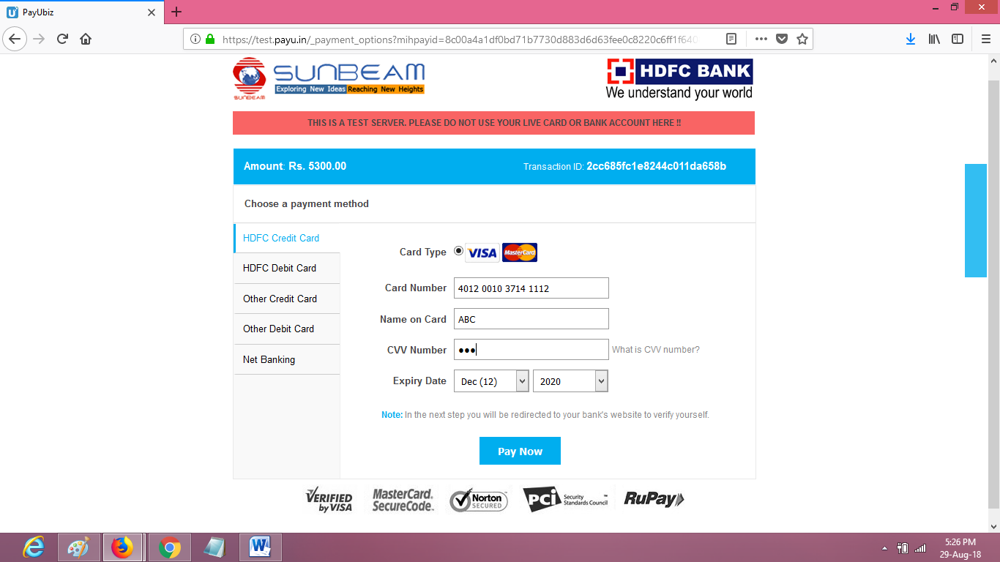 PayUbiz
https://test.payu.in/_payment_options?mihpayid=8c00a4a1df0bd71b7730d883d6d63fee0c8220c6ff1f640
SUNBEAM
Exploring New Ideas Reaching New Heights
SUNBEAM
HDFC BANK
We understand your world
THIS IS A TEST SERVER. PLEASE DO NOT USE YOUR LIVE CARD OR BANK ACCOUNT HERE !!
Amount: Rs. 5300.00
Transaction ID: 2cc685fc1e8244c011da658b
Choose a payment method
HDFC Credit Card
HDFC Debit Card
Other Credit Card
Other Debit Card
Net Banking
Card Type VISA MasterCard
Card Number 4012 0010 3714 1112
Name on Card ABC
CVV Number ●●● What is CVV number?
Expiry Date Dec (12) 2020
Note: In the next step you will be redirected to your bank's website to verify yourself.
Pay Now
VERIFIED by VISA
MasterCard. SecureCode.
Norton SECURED
PCI Security Standards Council
RuPay
5:26 PM
29-Aug-18